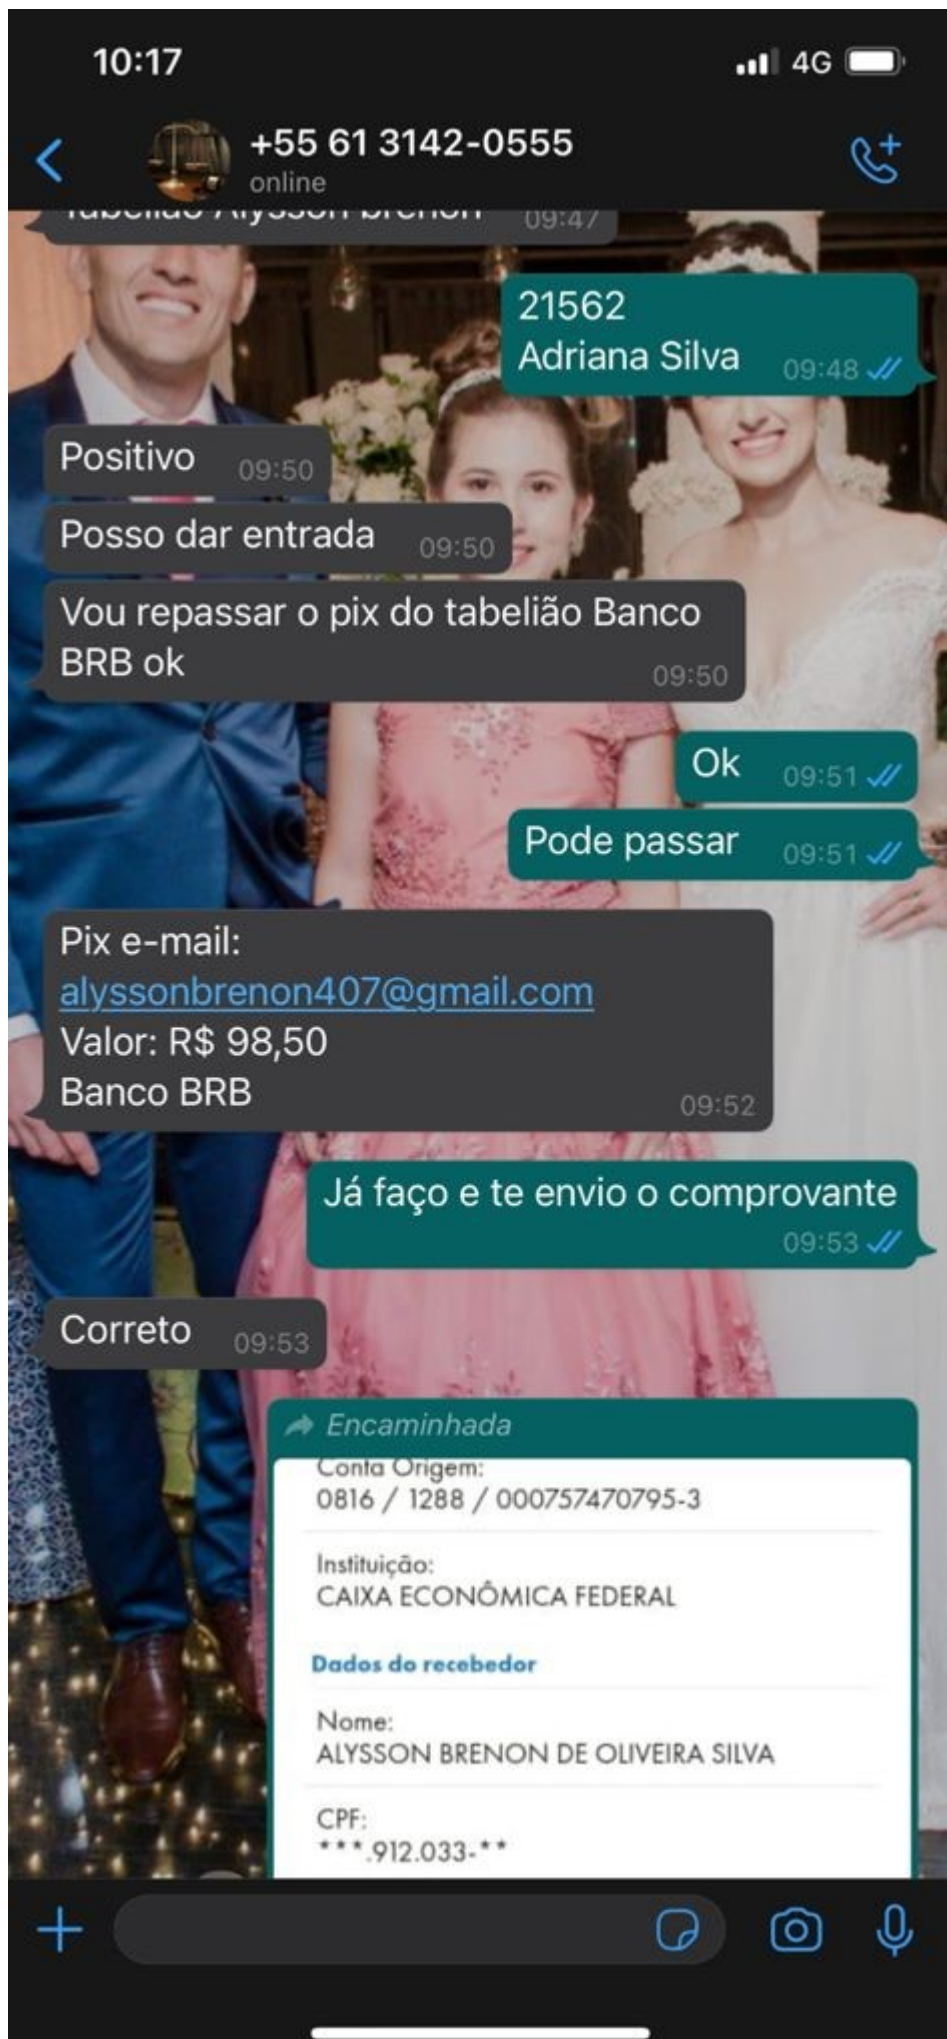 10:17
4G
+55 61 3142-0555
online
Tabelião Alysson brenon 09:47
21562
Adriana Silva 09:48
Positivo 09:50
Posso dar entrada 09:50
Vou repassar o pix do tabelião Banco
BRB ok 09:50
Ok 09:51
Pode passar 09:51
Pix e-mail:
alyssonbrenon407@gmail.com
Valor: R$ 98,50
Banco BRB 09:52
Já faço e te envio o comprovante
09:53
Correto 09:53
Encaminhada
Conta Origem:
0816 / 1288 / 000757470795-3
Instituição:
CAIXA ECONÔMICA FEDERAL
Dados do recebedor
Nome:
ALYSSON BRENON DE OLIVEIRA SILVA
CPF:
***.912.033-**